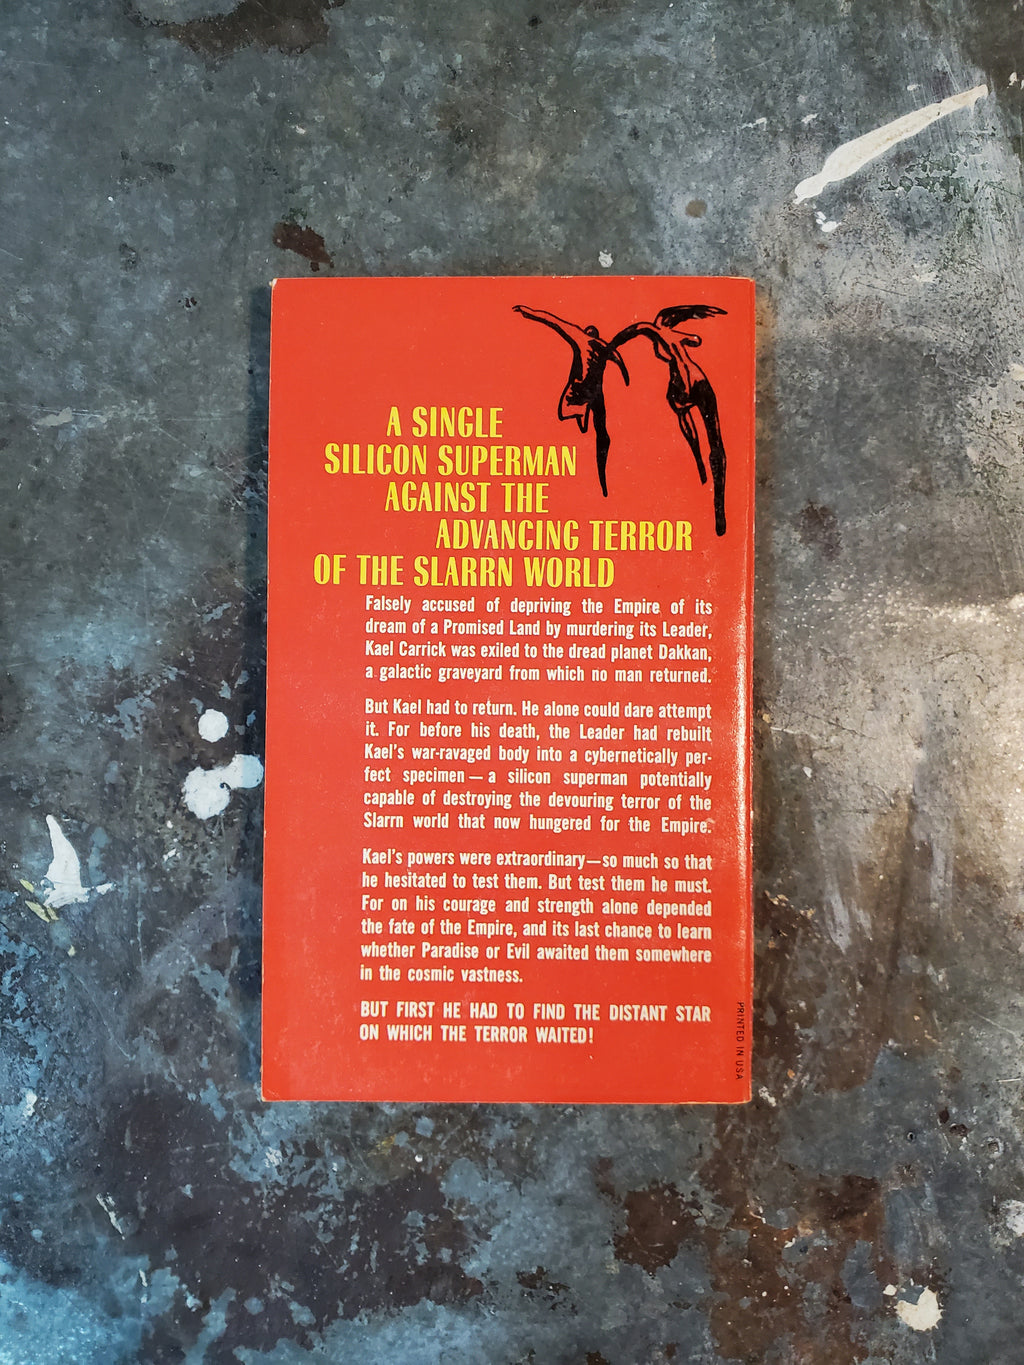 A SINGLE
SILICON SUPERMAN
AGAINST THE
ADVANCING TERROR
OF THE SLARRN WORLD
Falsely accused of depriving the Empire of its
dream of a Promised Land by murdering its Leader,
Kael Carrick was exiled to the dread planet Dakkan,
a galactic graveyard from which no man returned.
But Kael had to return. He alone could dare attempt
it. For before his death, the Leader had rebuilt
Kael's war-ravaged body into a cybernetically per-
fect specimen — a silicon superman potentially
capable of destroying the devouring terror of the
Slarrn world that now hungered for the Empire.
Kael's powers were extraordinary—so much so that
he hesitated to test them. But test them he must.
For on his courage and strength alone depended
the fate of the Empire, and its last chance to learn
whether Paradise or Evil awaited them somewhere
in the cosmic vastness.
BUT FIRST HE HAD TO FIND THE DISTANT STAR
ON WHICH THE TERROR WAITED!
PRINTED IN USA